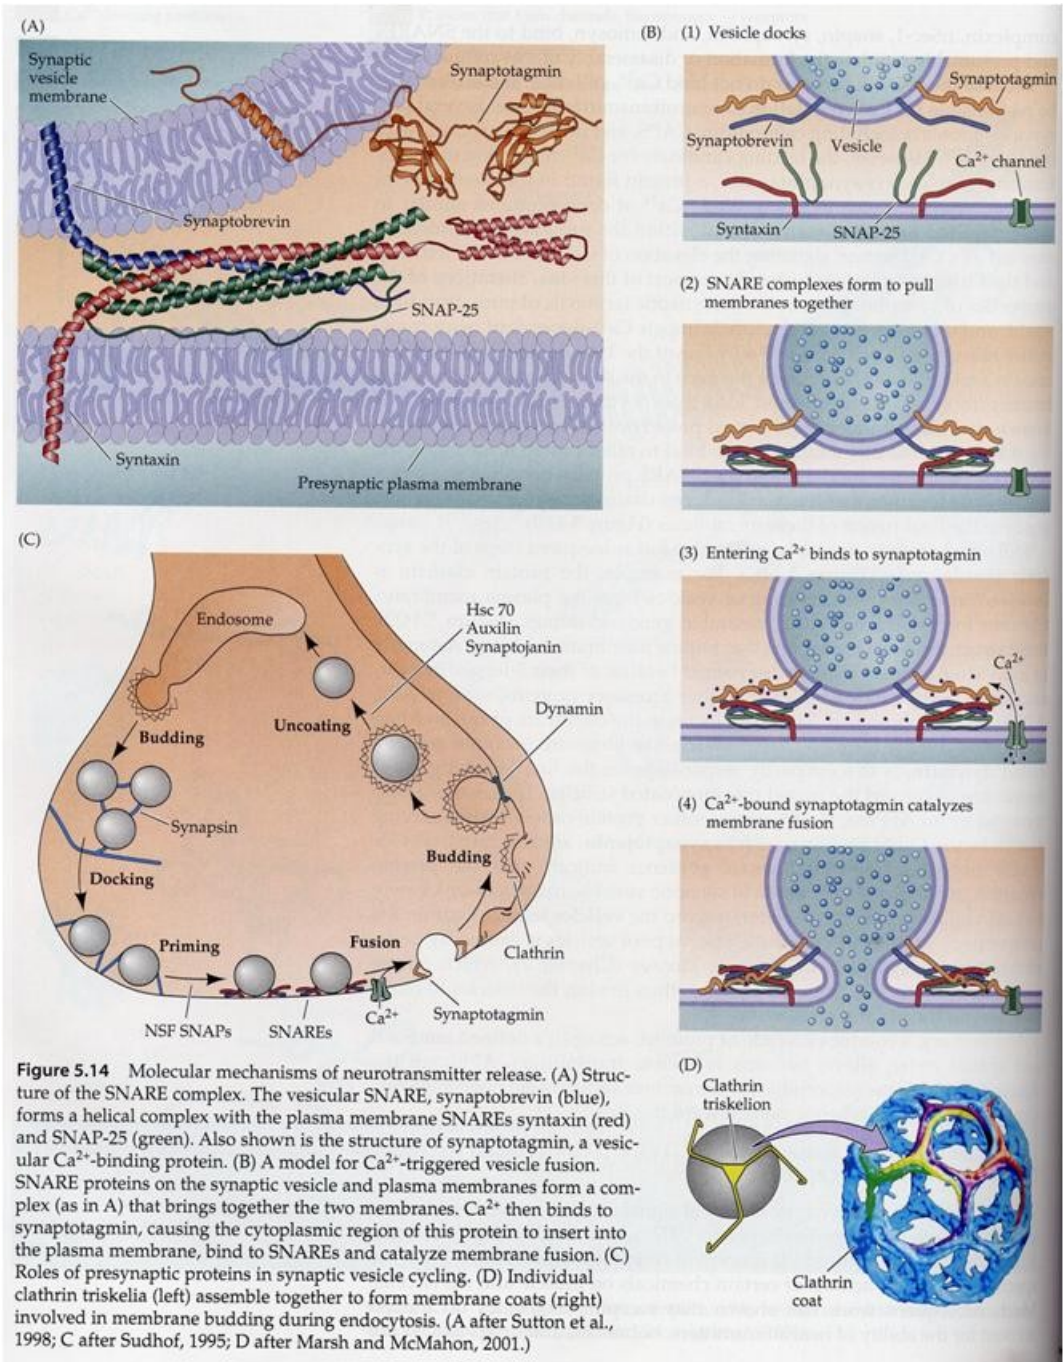 (A)
Synaptic
vesicle
membrane
Synaptotagmin
Synaptobrevin
SNAP-25
Syntaxin
Presynaptic plasma membrane
(B) (1) Vesicle docks
Synaptotagmin
Synaptobrevin
Vesicle
Ca²⁺ channel
Syntaxin
SNAP-25
(2) SNARE complexes form to pull
membranes together
(3) Entering Ca²⁺ binds to synaptotagmin
Ca²⁺
(4) Ca²⁺-bound synaptotagmin catalyzes
membrane fusion
(C)
Endosome
Hsc 70
Auxilin
Synaptojanin
Uncoating
Dynamin
Budding
Synapsin
Budding
Docking
Priming
Fusion
Clathrin
NSF SNAPs
SNAREs
Ca²⁺
Synaptotagmin
(D)
Clathrin
triskelion
Clathrin
coat
Figure 5.14 Molecular mechanisms of neurotransmitter release. (A) Struc-
ture of the SNARE complex. The vesicular SNARE, synaptobrevin (blue),
forms a helical complex with the plasma membrane SNAREs syntaxin (red)
and SNAP-25 (green). Also shown is the structure of synaptotagmin, a vesic-
ular Ca²⁺-binding protein. (B) A model for Ca²⁺-triggered vesicle fusion.
SNARE proteins on the synaptic vesicle and plasma membranes form a com-
plex (as in A) that brings together the two membranes. Ca²⁺ then binds to
synaptotagmin, causing the cytoplasmic region of this protein to insert into
the plasma membrane, bind to SNAREs and catalyze membrane fusion. (C)
Roles of presynaptic proteins in synaptic vesicle cycling. (D) Individual
clathrin triskelia (left) assemble together to form membrane coats (right)
involved in membrane budding during endocytosis. (A after Sutton et al.,
1998; C after Sudhof, 1995; D after Marsh and McMahon, 2001.)